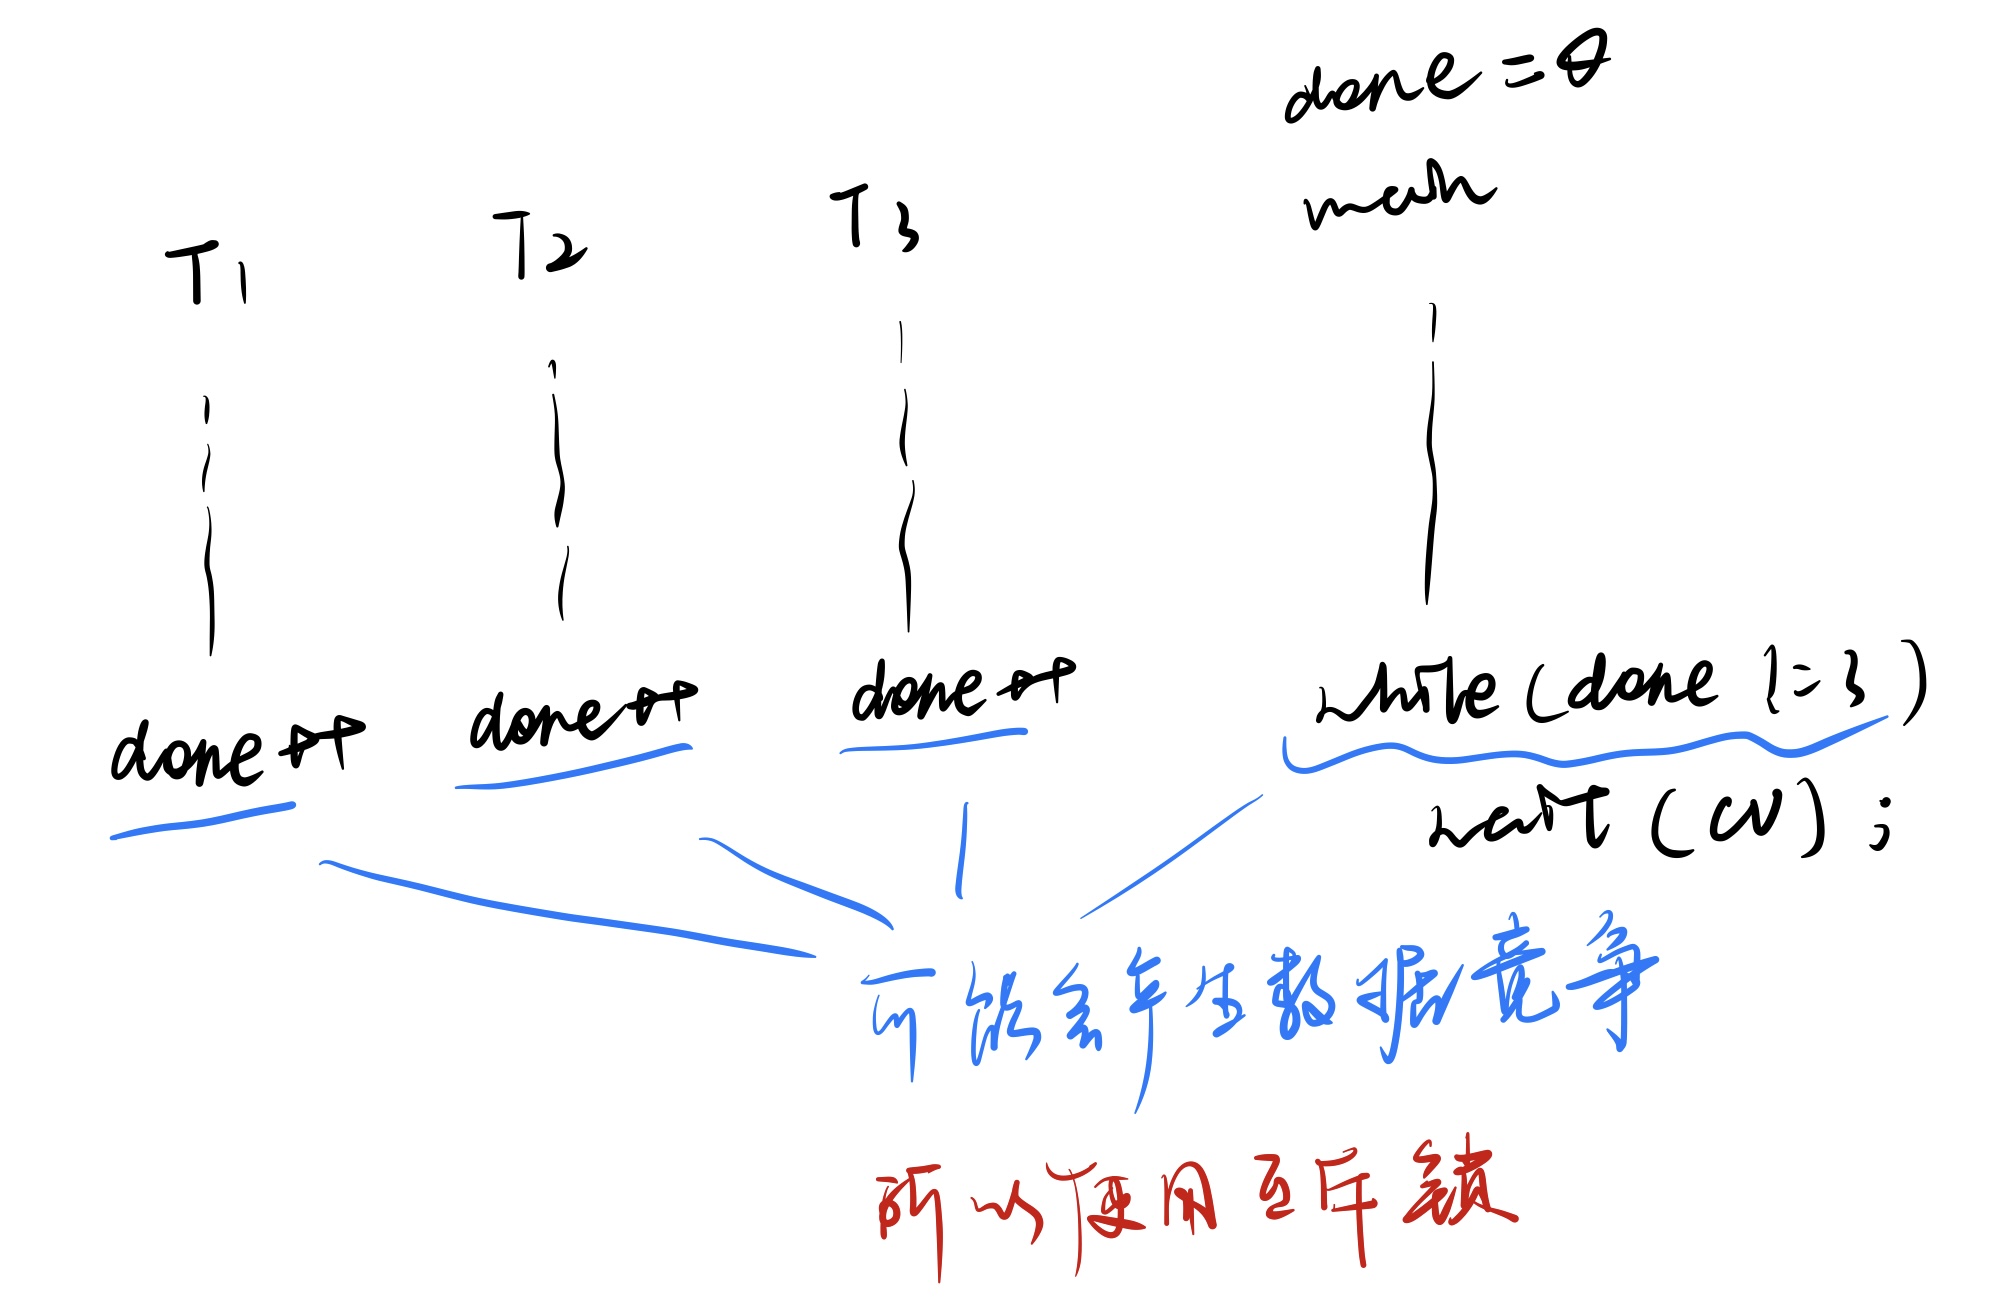 done = 0
main
T1 T2 T3
done++ done++ done++ while (done != 3)
wait (cv) ;
可能会产生数据竞争
所以使用互斥锁